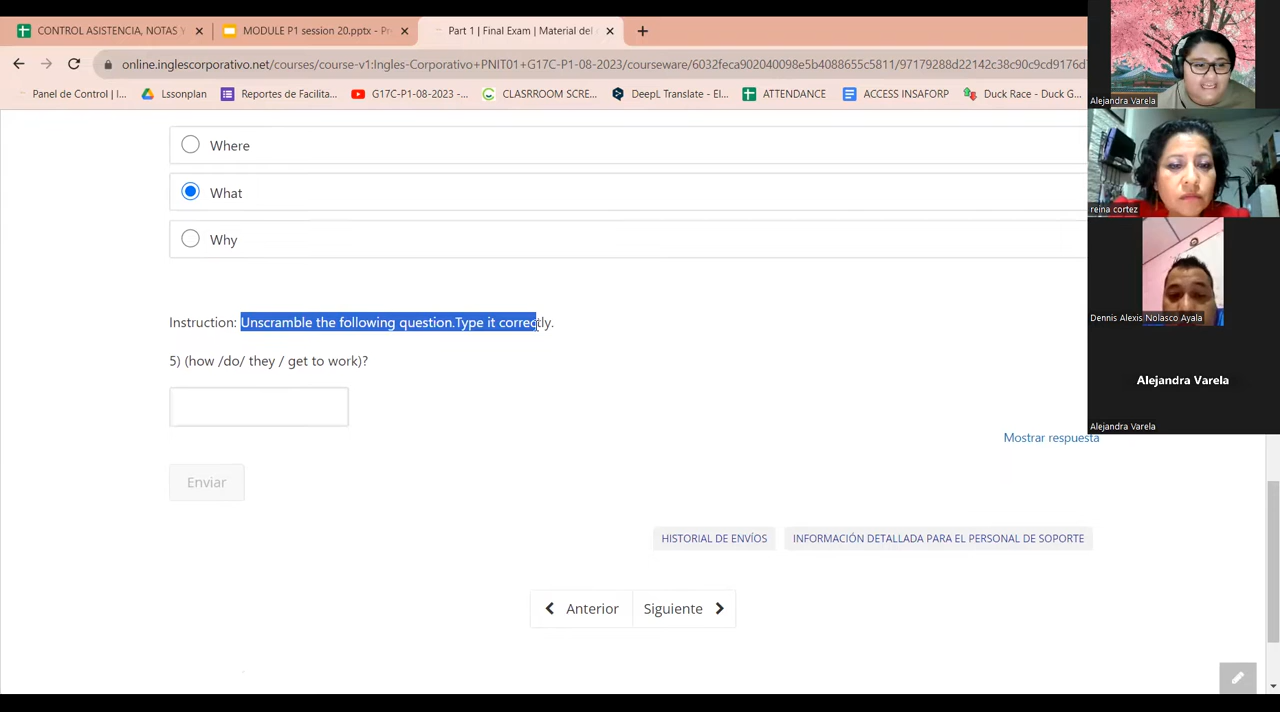 CONTROL ASISTENCIA, NOTAS Y
MODULE P1 session 20.pptx - Pr
Part 1 | Final Exam | Material del
online.inglescorporativo.net/courses/course-v1:Ingles-Corporativo+PNIT01+G17C-P1-08-2023/courseware/6032feca902040098e5b4088655c5811/97179288d22142c38c90c9cd9176d
Panel de Control | I...
Lssonplan
Reportes de Facilita...
G17C-P1-08-2023 -...
CLASRROOM SCRE...
DeepL Translate - El...
ATTENDANCE
ACCESS INSAFORP
Duck Race - Duck G...
Where
What
Why
Instruction: Unscramble the following question.Type it correctly.
5) (how /do/ they / get to work)?
Mostrar respuesta
Enviar
HISTORIAL DE ENVÍOS
INFORMACIÓN DETALLADA PARA EL PERSONAL DE SOPORTE
Anterior
Siguiente
Alejandra Varela
reina cortez
Dennis Alexis Nolasco Ayala
Alejandra Varela
Alejandra Varela